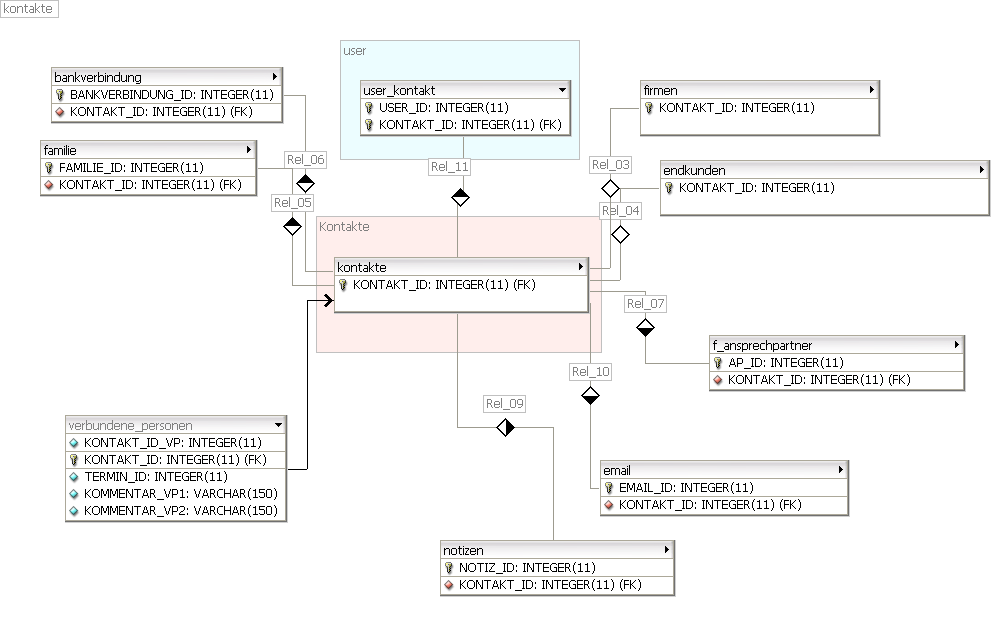 kontakte
user
bankverbindung
BANKVERBINDUNG_ID: INTEGER(11)
KONTAKT_ID: INTEGER(11) (FK)
user_kontakt
USER_ID: INTEGER(11)
KONTAKT_ID: INTEGER(11) (FK)
firmen
KONTAKT_ID: INTEGER(11)
familie
FAMILIE_ID: INTEGER(11)
KONTAKT_ID: INTEGER(11) (FK)
Rel_06
Rel_11
Rel_03
endkunden
KONTAKT_ID: INTEGER(11)
Rel_05
Rel_04
Kontakte
kontakte
KONTAKT_ID: INTEGER(11) (FK)
Rel_07
f_ansprechpartner
AP_ID: INTEGER(11)
KONTAKT_ID: INTEGER(11) (FK)
Rel_10
Rel_09
verbundene_personen
KONTAKT_ID_VP: INTEGER(11)
KONTAKT_ID: INTEGER(11) (FK)
TERMIN_ID: INTEGER(11)
KOMMENTAR_VP1: VARCHAR(150)
KOMMENTAR_VP2: VARCHAR(150)
email
EMAIL_ID: INTEGER(11)
KONTAKT_ID: INTEGER(11) (FK)
notizen
NOTIZ_ID: INTEGER(11)
KONTAKT_ID: INTEGER(11) (FK)